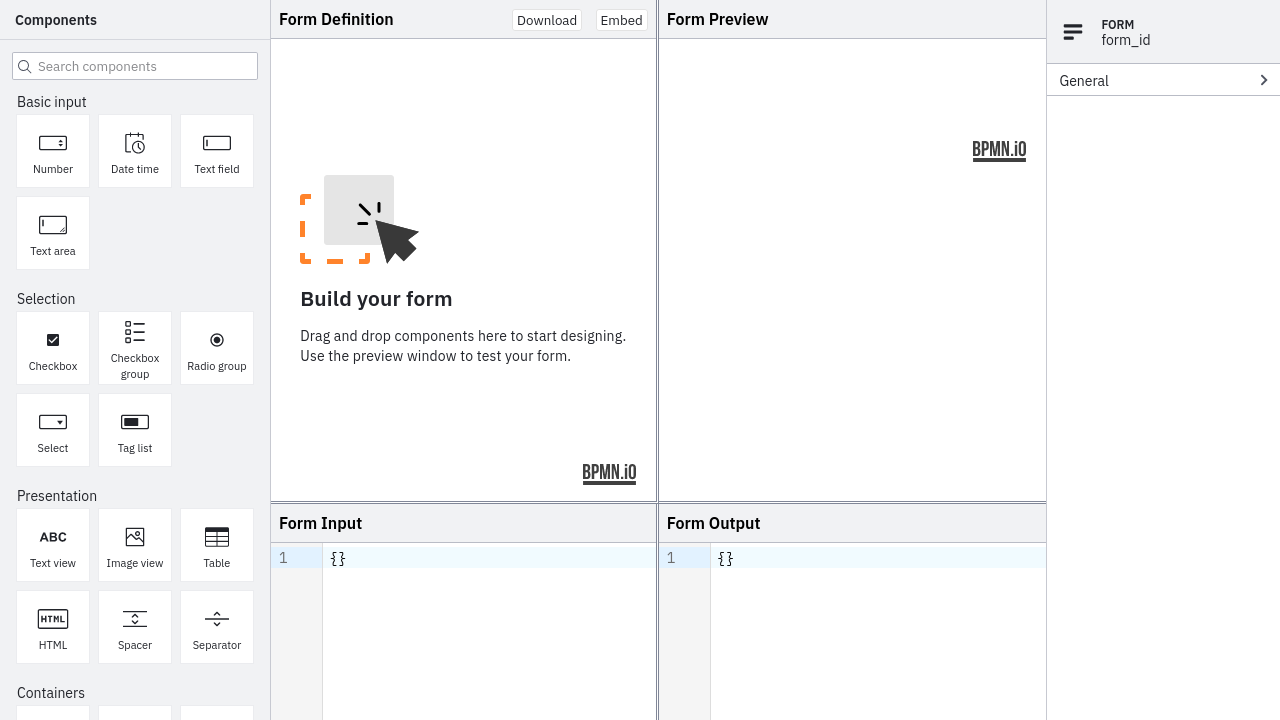 Components
Search components
Basic input
Number
Date time
Text field
Text area
Selection
Checkbox
Checkbox
group
Radio group
Select
Tag list
Presentation
ABC
Text view
Image view
Table
HTML
HTML
Spacer
Separator
Containers
Form Definition
Download
Embed
Build your form
Drag and drop components here to start designing.
Use the preview window to test your form.
BPMN.iO
Form Preview
BPMN.iO
Form Input
1
{}
Form Output
1
{}
FORM
form_id
General